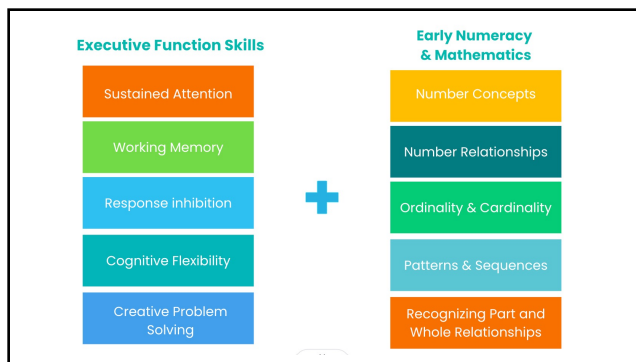 Executive Function Skills
Sustained Attention
Working Memory
Response inhibition
Cognitive Flexibility
Creative Problem
Solving
Early Numeracy
& Mathematics
Number Concepts
Number Relationships
Ordinality & Cardinality
Patterns & Sequences
Recognizing Part and
Whole Relationships